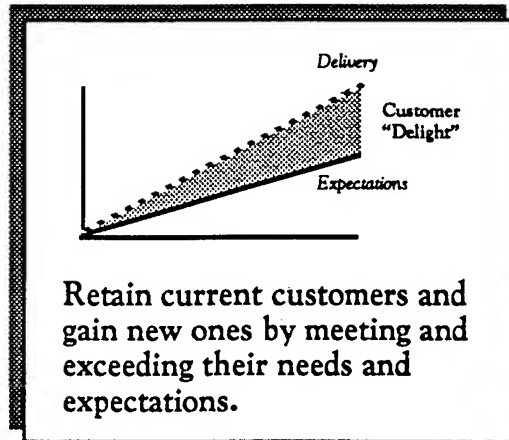 Delivery
Customer
"Delight"
Expectations
Retain current customers and
gain new ones by meeting and
exceeding their needs and
expectations.